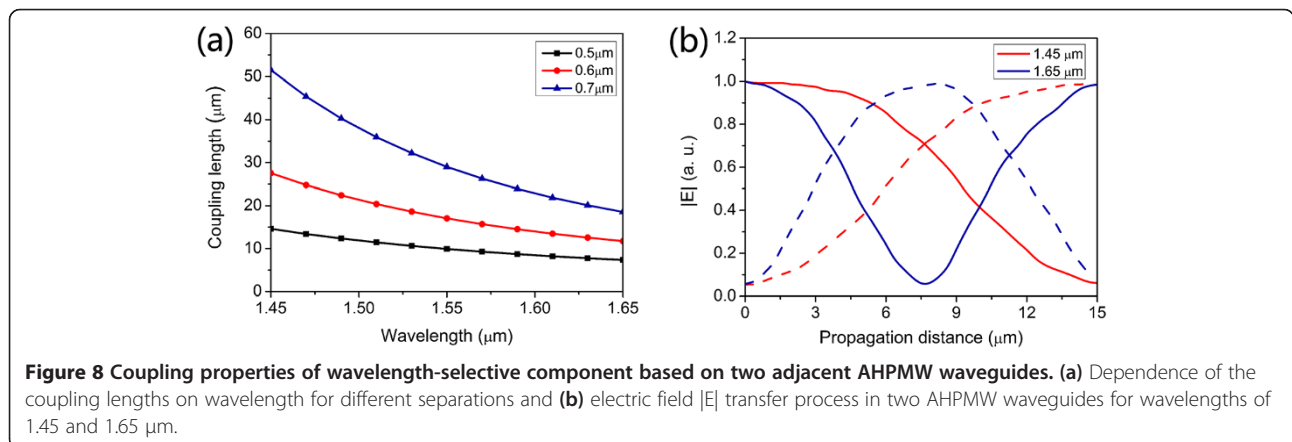 (a)
60
50
40
30
20
10
0
Coupling length (μm)
1.45
1.50
1.55
1.60
1.65
Wavelength (μm)
0.5μm
0.6μm
0.7μm
(b)
1.0
0.8
0.6
0.4
0.2
0.0
|E| (a. u.)
0
3
6
9
12
15
Propagation distance (μm)
1.45 μm
1.65 μm
Figure 8 Coupling properties of wavelength-selective component based on two adjacent AHPMW waveguides. (a) Dependence of the
coupling lengths on wavelength for different separations and (b) electric field |E| transfer process in two AHPMW waveguides for wavelengths of
1.45 and 1.65 μm.